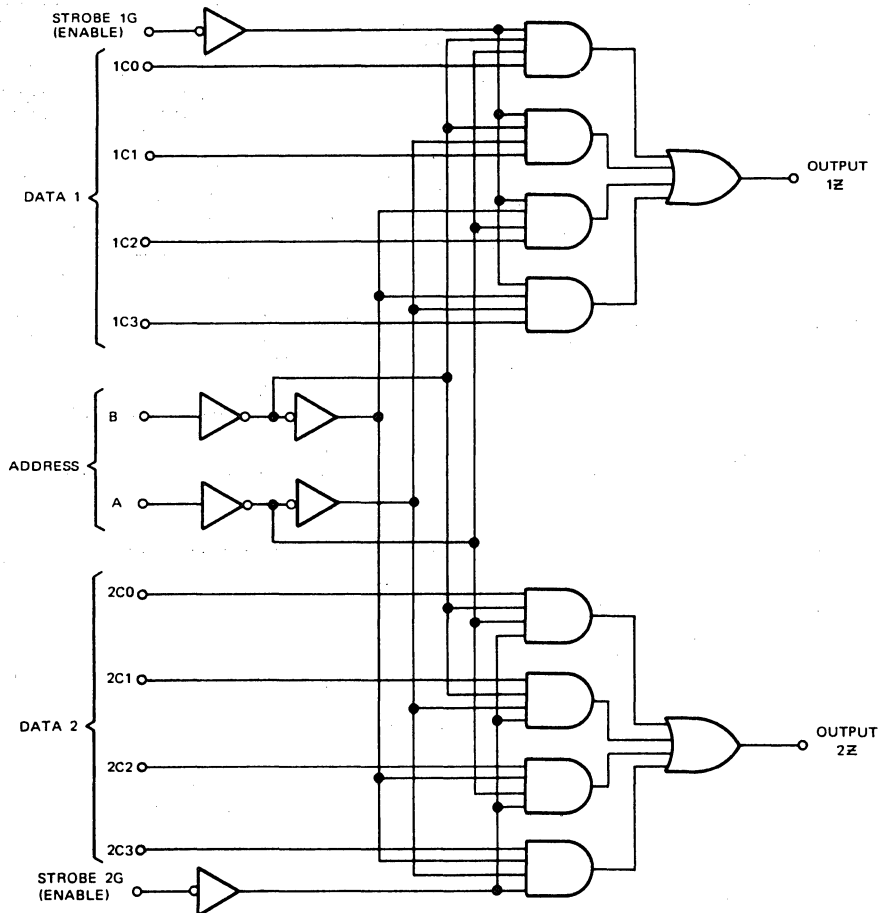 STROBE 1G
(ENABLE)
1C0
1C1
DATA 1
1C2
1C3
OUTPUT
1Z
B
ADDRESS
A
2C0
2C1
DATA 2
2C2
2C3
OUTPUT
2Z
STROBE 2G
(ENABLE)